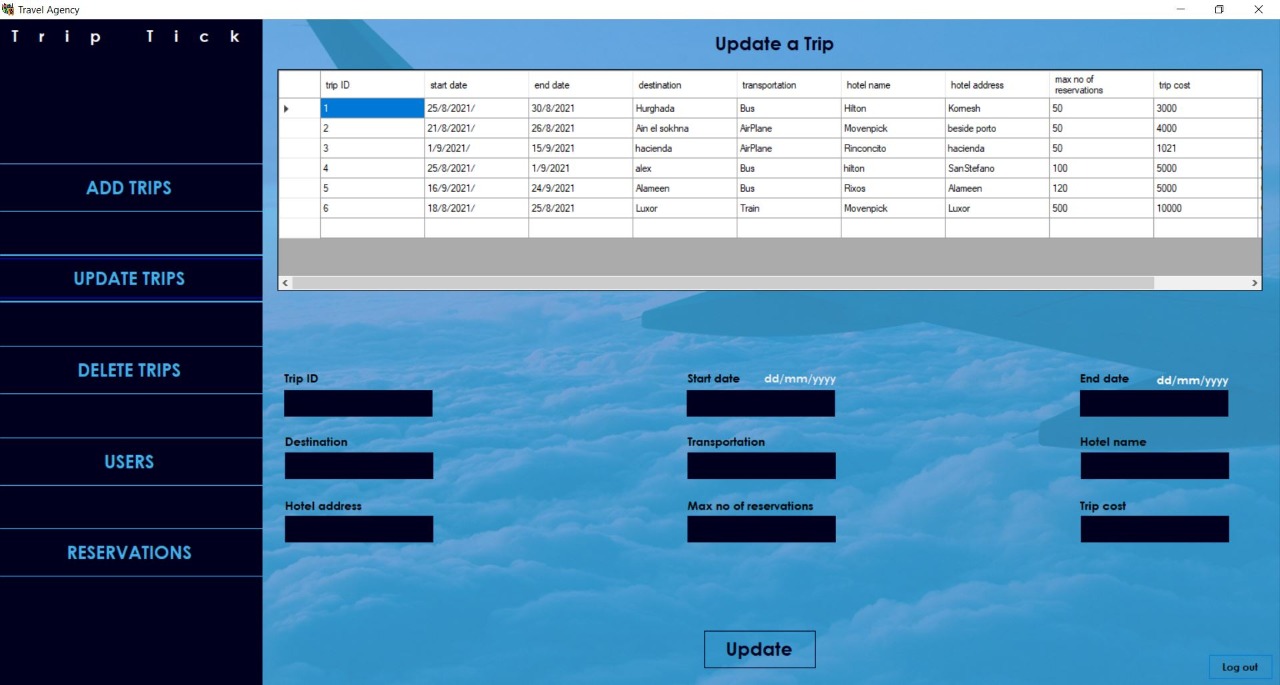 Travel Agency
Trip Tick
ADD TRIPS
UPDATE TRIPS
DELETE TRIPS
USERS
RESERVATIONS
Update a Trip
trip ID start date end date destination transportation hotel name hotel address max no of reservations trip cost
1 25/8/2021/ 30/8/2021 Hurghada Bus Hilton Kornesh 50 3000
2 21/8/2021/ 26/8/2021 Ain el sokhna AirPlane Movenpick beside porto 50 4000
3 1/9/2021/ 15/9/2021 hacienda AirPlane Rinconcito hacienda 50 1021
4 25/8/2021/ 1/9/2021 alex Bus hilton SanStefano 100 5000
5 16/9/2021/ 24/9/2021 Alameen Bus Rixos Alameen 120 5000
6 18/8/2021/ 25/8/2021 Luxor Train Movenpick Luxor 500 10000
Trip ID Start date dd/mm/yyyy End date dd/mm/yyyy
Destination Transportation Hotel name
Hotel address Max no of reservations Trip cost
Update
Log out